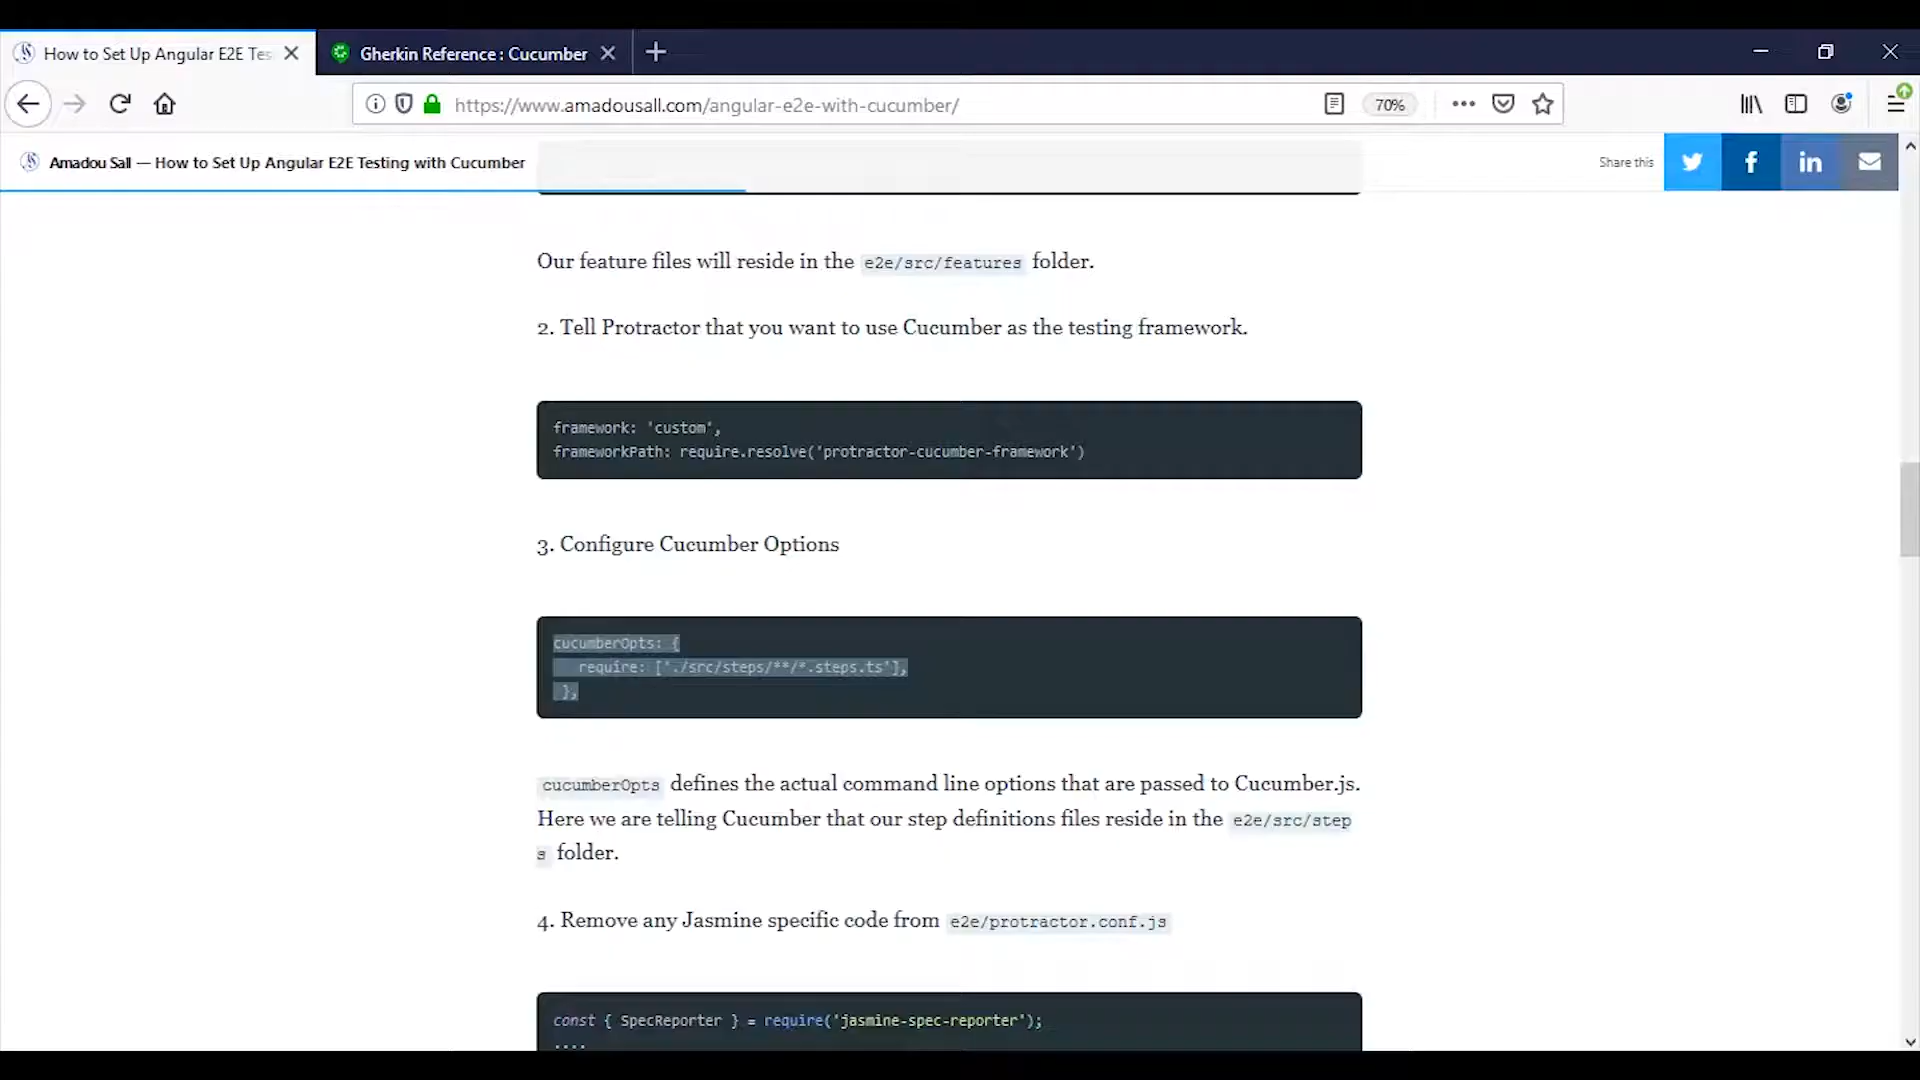 How to Set Up Angular E2E Tes
Gherkin Reference : Cucumber
https://www.amadousall.com/angular-e2e-with-cucumber/
70%
Amadou Sall — How to Set Up Angular E2E Testing with Cucumber
Share this
Our feature files will reside in the e2e/src/features folder.
2. Tell Protractor that you want to use Cucumber as the testing framework.
framework: 'custom',
frameworkPath: require.resolve('protractor-cucumber-framework')
3. Configure Cucumber Options
cucumberOpts: {
require: ['./src/steps/**/*.steps.ts'],
},
cucumberOpts defines the actual command line options that are passed to Cucumber.js.
Here we are telling Cucumber that our step definitions files reside in the e2e/src/step
s folder.
4. Remove any Jasmine specific code from e2e/protractor.conf.js
const { SpecReporter } = require('jasmine-spec-reporter');
....